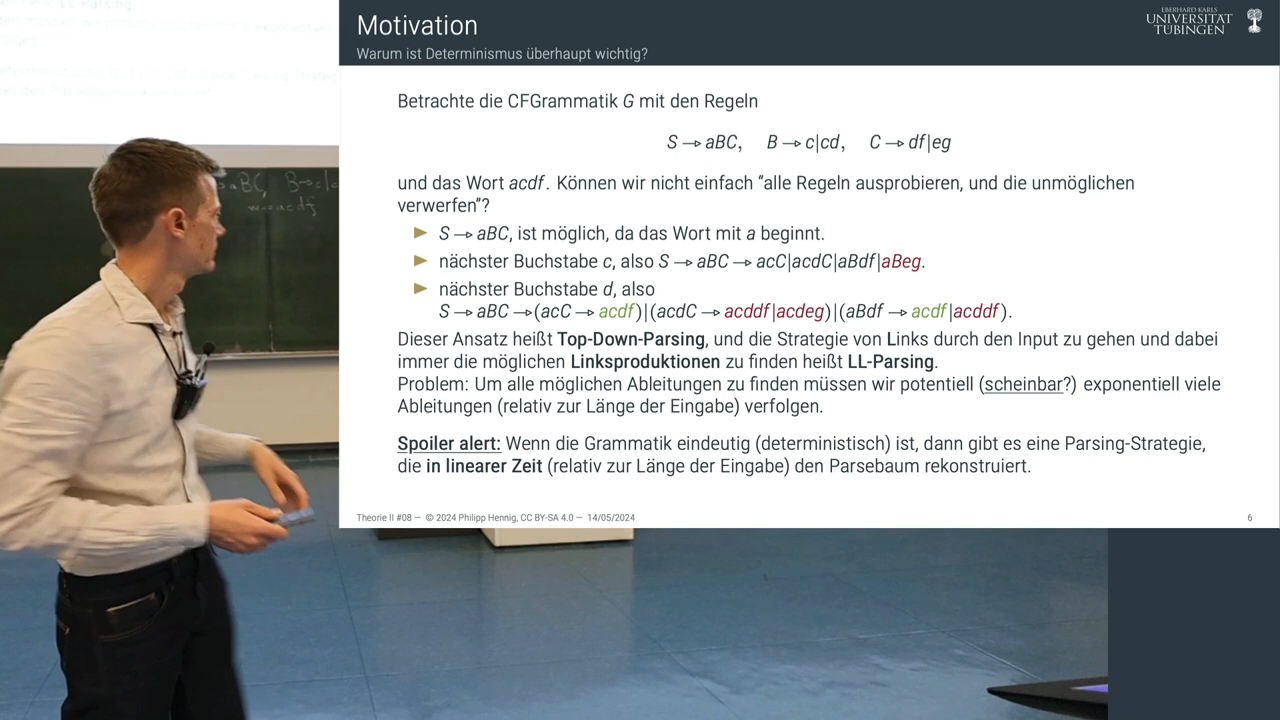 LL-Parsing
Motivation
Warum ist Determinismus überhaupt wichtig?
EBERHARD KARLS
UNIVERSITÄT
TÜBINGEN
Betrachte die CFGrammatik G mit den Regeln
S → aBC, B → c|cd, C → df|eg
und das Wort acdf. Können wir nicht einfach “alle Regeln ausprobieren, und die unmöglichen
verwerfen”?
► S → aBC, ist möglich, da das Wort mit a beginnt.
► nächster Buchstabe c, also S → aBC → acC|acdC|aBdf|aBeg.
► nächster Buchstabe d, also
S → aBC →(acC → acdf)|(acdC → acddf|acdeg)|(aBdf → acdf|acddf).
Dieser Ansatz heißt Top-Down-Parsing, und die Strategie von Links durch den Input zu gehen und dabei
immer die möglichen Linksproduktionen zu finden heißt LL-Parsing.
Problem: Um alle möglichen Ableitungen zu finden müssen wir potentiell (scheinbar?) exponentiell viele
Ableitungen (relativ zur Länge der Eingabe) verfolgen.
Spoiler alert: Wenn die Grammatik eindeutig (deterministisch) ist, dann gibt es eine Parsing-Strategie,
die in linearer Zeit (relativ zur Länge der Eingabe) den Parsebaum rekonstruiert.
Theorie II #08 — © 2024 Philipp Hennig, CC BY-SA 4.0 — 14/05/2024
6
aBC, B→c|c
w=acdf